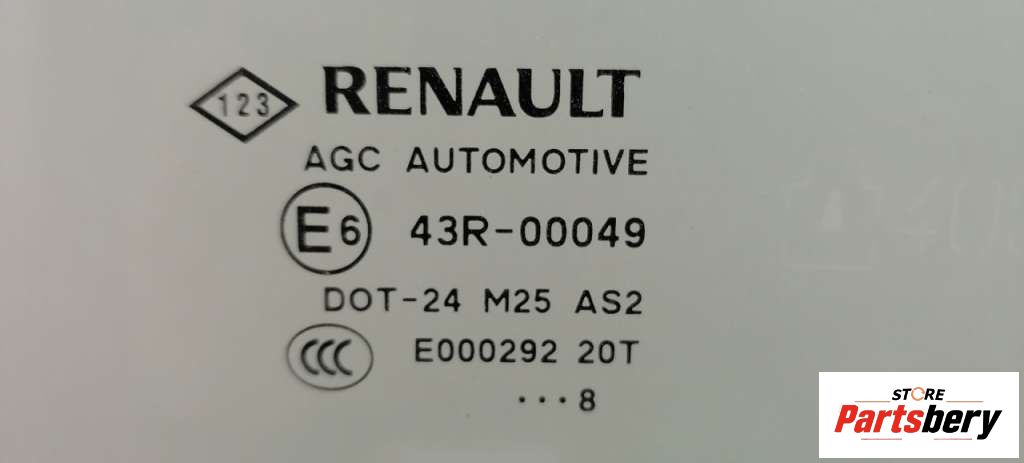 123 RENAULT
AGC AUTOMOTIVE
E6 43R-00049
DOT-24 M25 AS2
CCC E000292 20T
···8
STORE
Partsbery